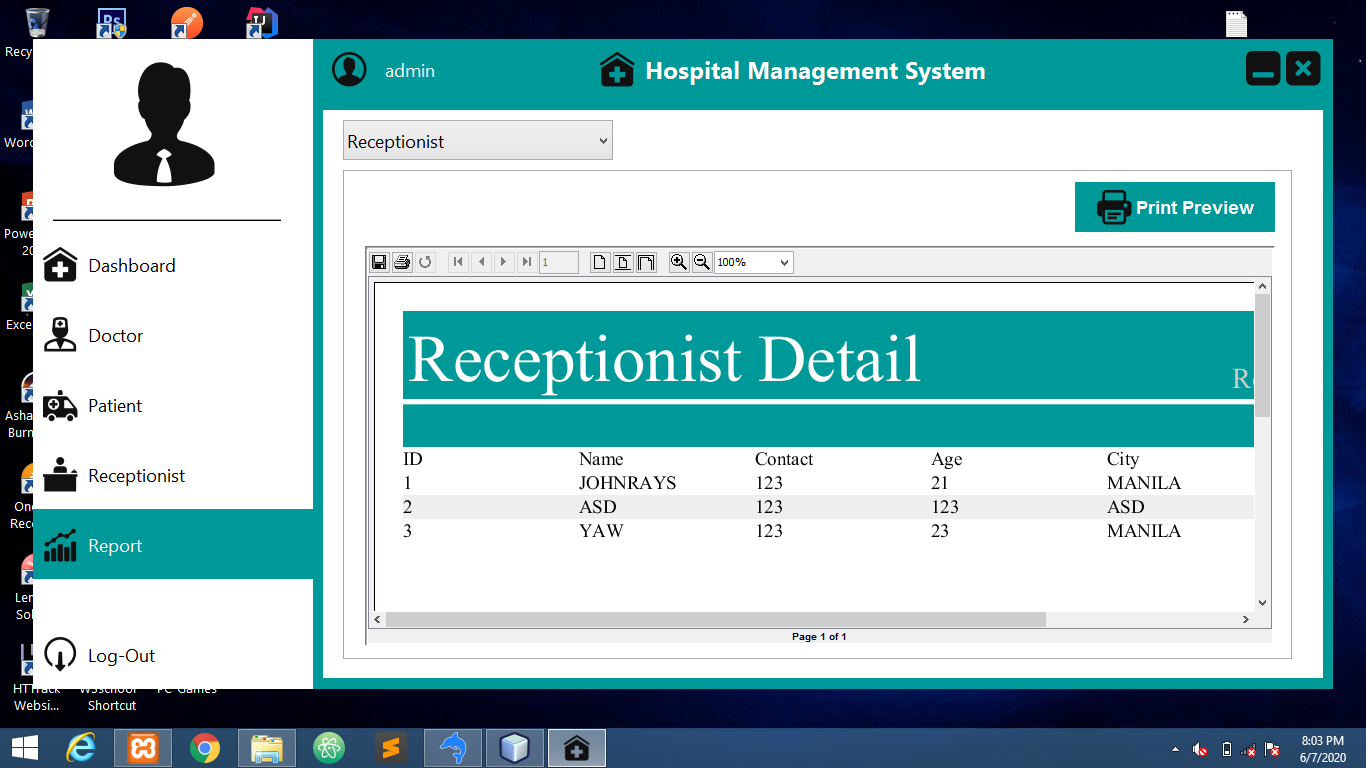 Recy
admin
Hospital Management System
Word
Receptionist
Print Preview
Powe
20
Dashboard
1
100%
Exce
Doctor
Receptionist Detail
Patient
Asha
Burn
ID Name Contact Age City
1 JOHNRAYS 123 21 MANILA
2 ASD 123 123 ASD
3 YAW 123 23 MANILA
Receptionist
One
Rece
Report
Len
Sol
Page 1 of 1
Log-Out
HTTrack
Websi...
W3school
Shortcut
PC Games
8:03 PM
6/7/2020